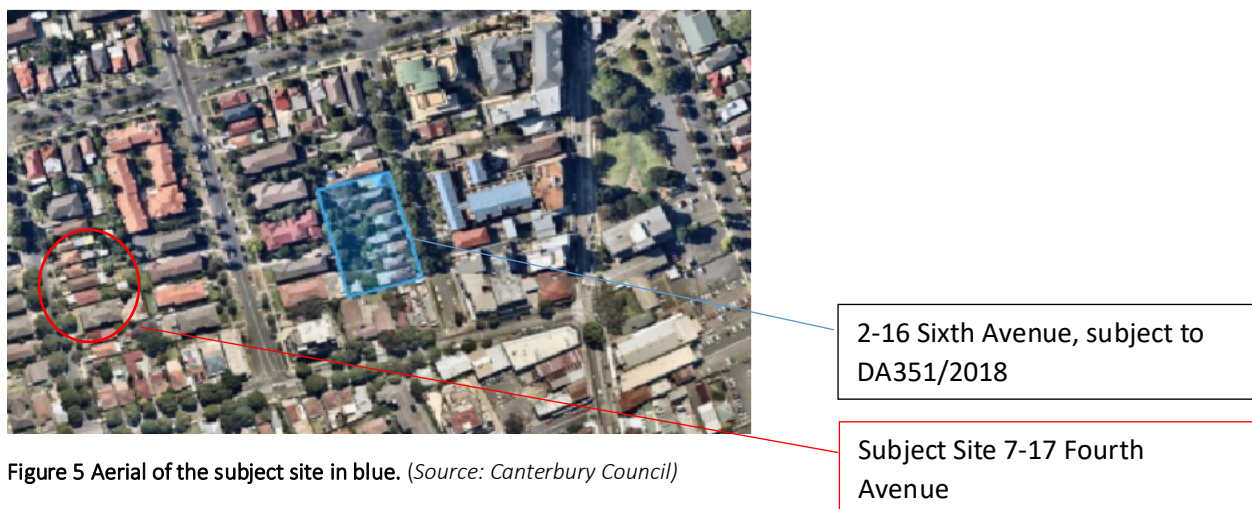 2-16 Sixth Avenue, subject to
DA351/2018
Subject Site 7-17 Fourth
Avenue
Figure 5 Aerial of the subject site in blue. (Source: Canterbury Council)